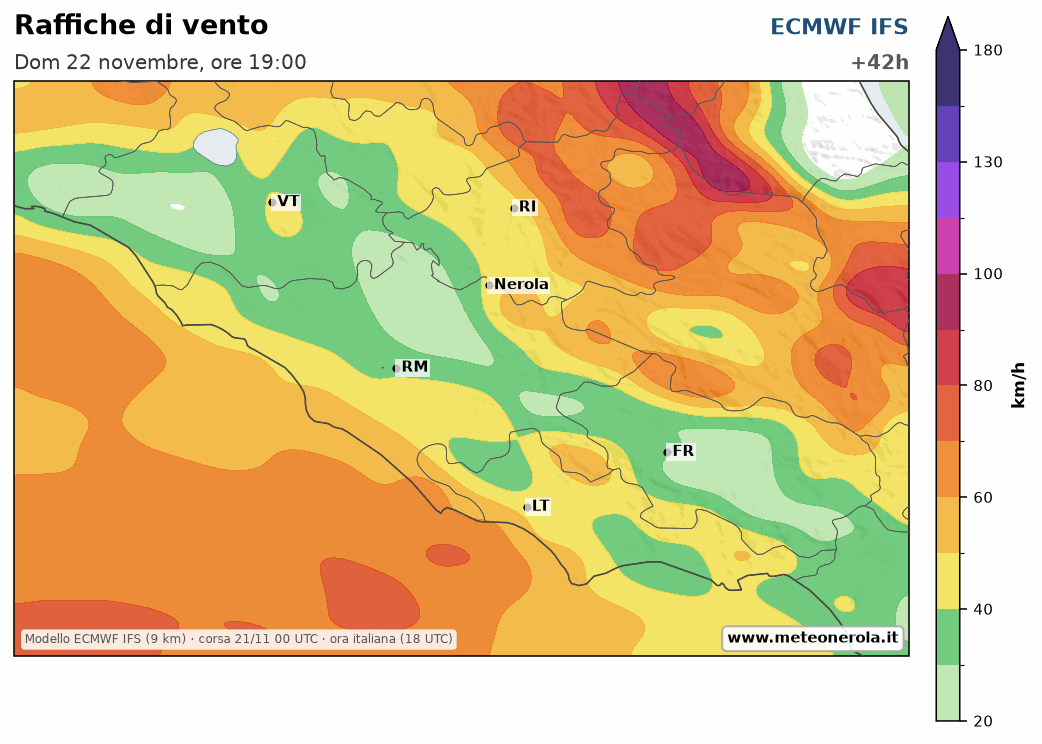 Raffiche di vento
ECMWF IFS
Dom 22 novembre, ore 19:00
+42h
180
130
100
80
60
40
20
km/h
VT
RI
Nerola
RM
FR
LT
Modello ECMWF IFS (9 km) · corsa 21/11 00 UTC · ora italiana (18 UTC)
www.meteonerola.it